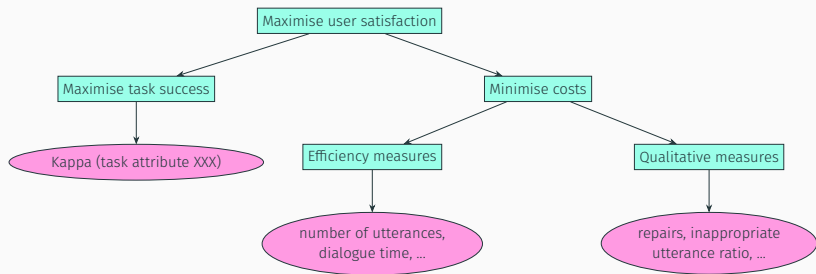 Maximise user satisfaction
Maximise task success
Minimise costs
Kappa (task attribute XXX)
Efficiency measures
Qualitative measures
number of utterances,
dialogue time, ...
repairs, inappropriate
utterance ratio, ...